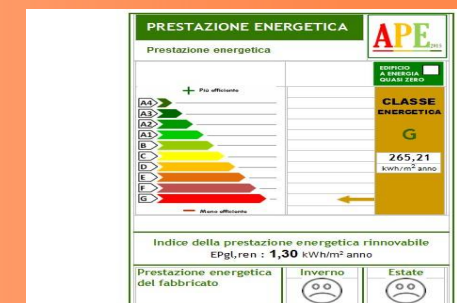 PRESTAZIONE ENERGETICA
APE
Prestazione energetica
EDIFICIO
A ENERGIA
QUASI ZERO
Più efficiente
CLASSE
ENERGETICA
G
265,21
kWh/m² anno
A4
A3
A2
A1
B
C
D
E
F
G
Meno efficiente
Indice della prestazione energetica rinnovabile
EPgl,ren : 1,30 kWh/m² anno
Prestazione energetica
del fabbricato
Inverno
Estate